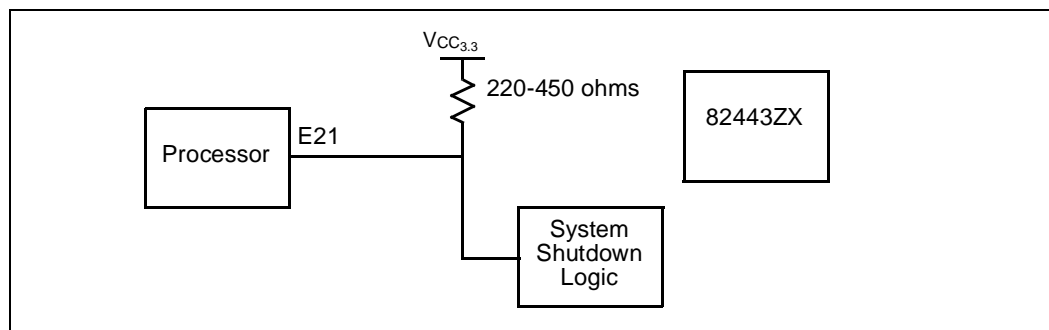 VCC3.3
220-450 ohms
82443ZX
E21
Processor
System
Shutdown
Logic